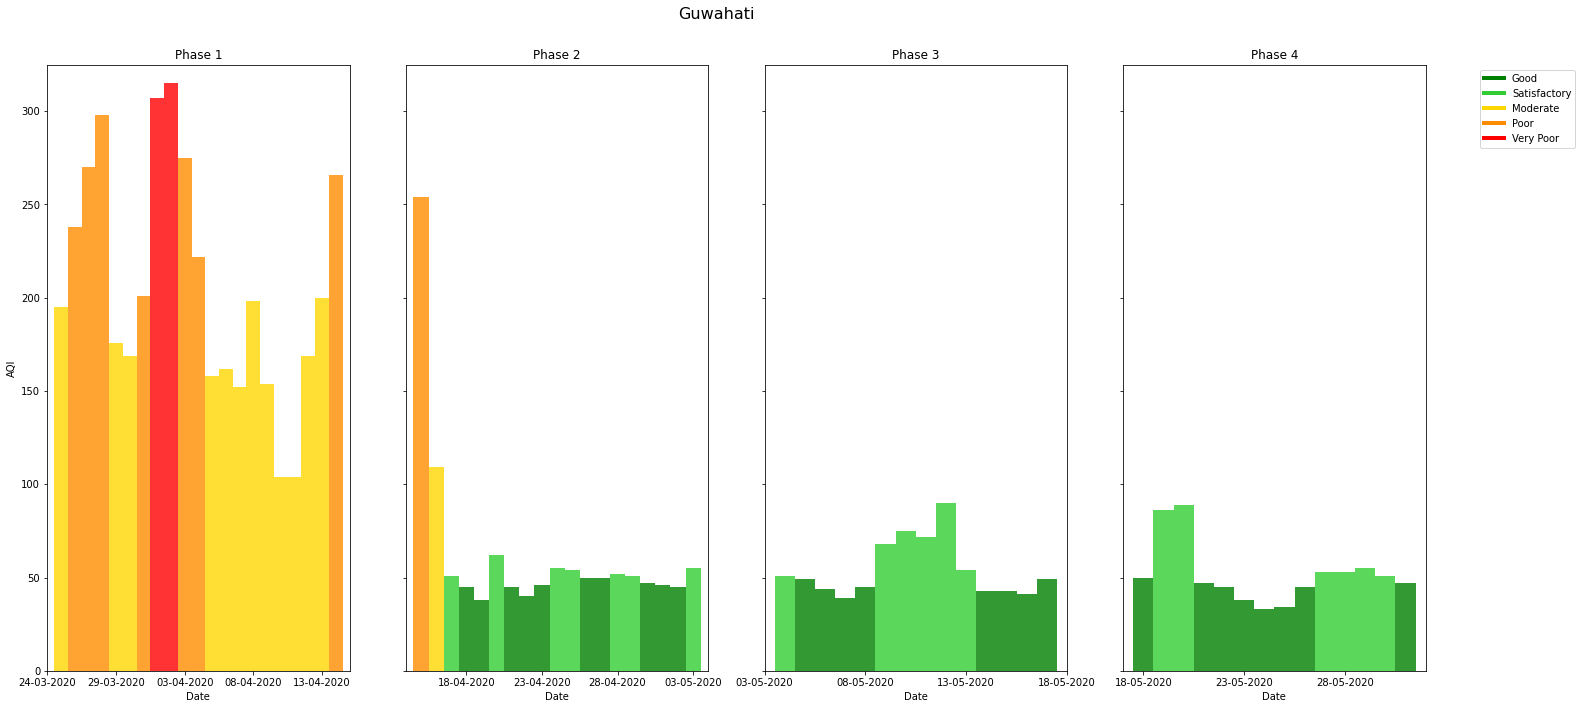 Guwahati
Phase 1 Phase 2 Phase 3 Phase 4
Good
Satisfactory
Moderate
Poor
Very Poor
300
250
200
150
100
50
0
AQI
24-03-2020 29-03-2020 03-04-2020 08-04-2020 13-04-2020 18-04-2020 23-04-2020 28-04-2020 03-05-2020 03-05-2020 08-05-2020 13-05-2020 18-05-2020 18-05-2020 23-05-2020 28-05-2020
Date Date Date Date